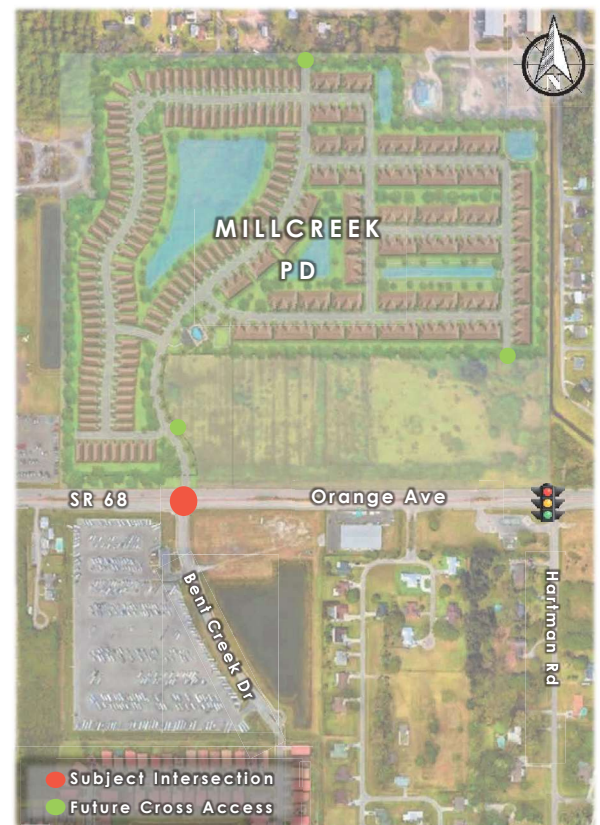 N
MILLCREEK
PD
SR 68
Orange Ave
Bent Creek Dr
Hartman Rd
Subject Intersection
Future Cross Access